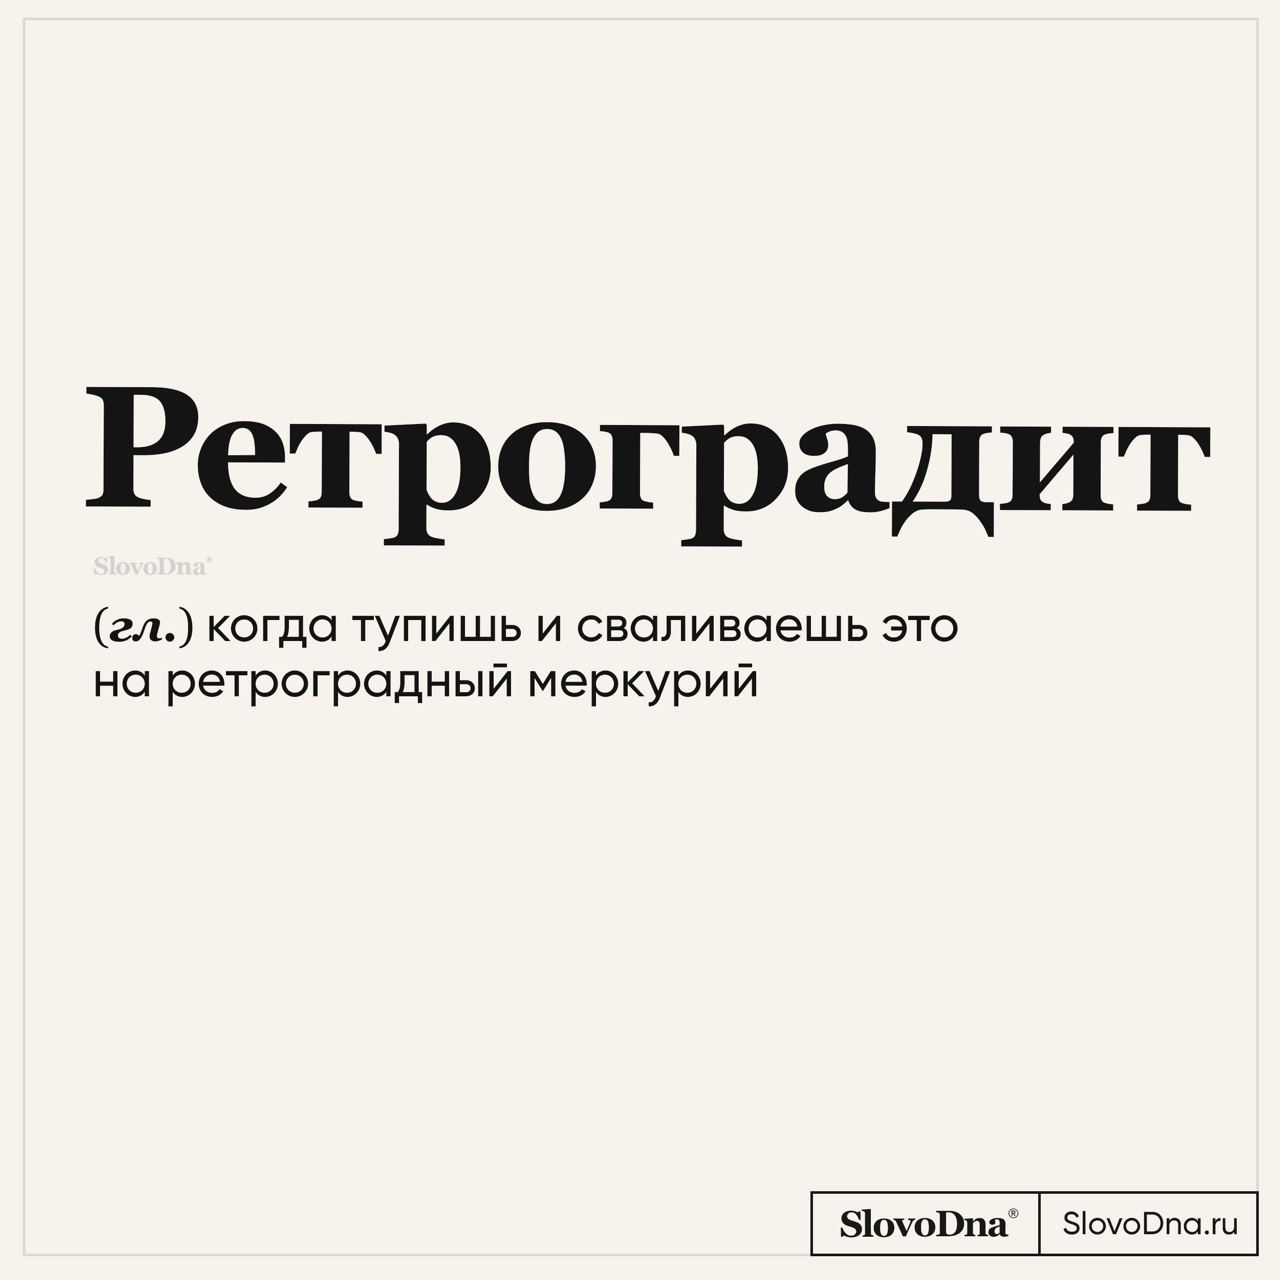 Ретроградит
SlovoDna®
(гл.) когда тупишь и сваливаешь это
на ретроградный меркурий
SlovoDna® SlovoDna.ru